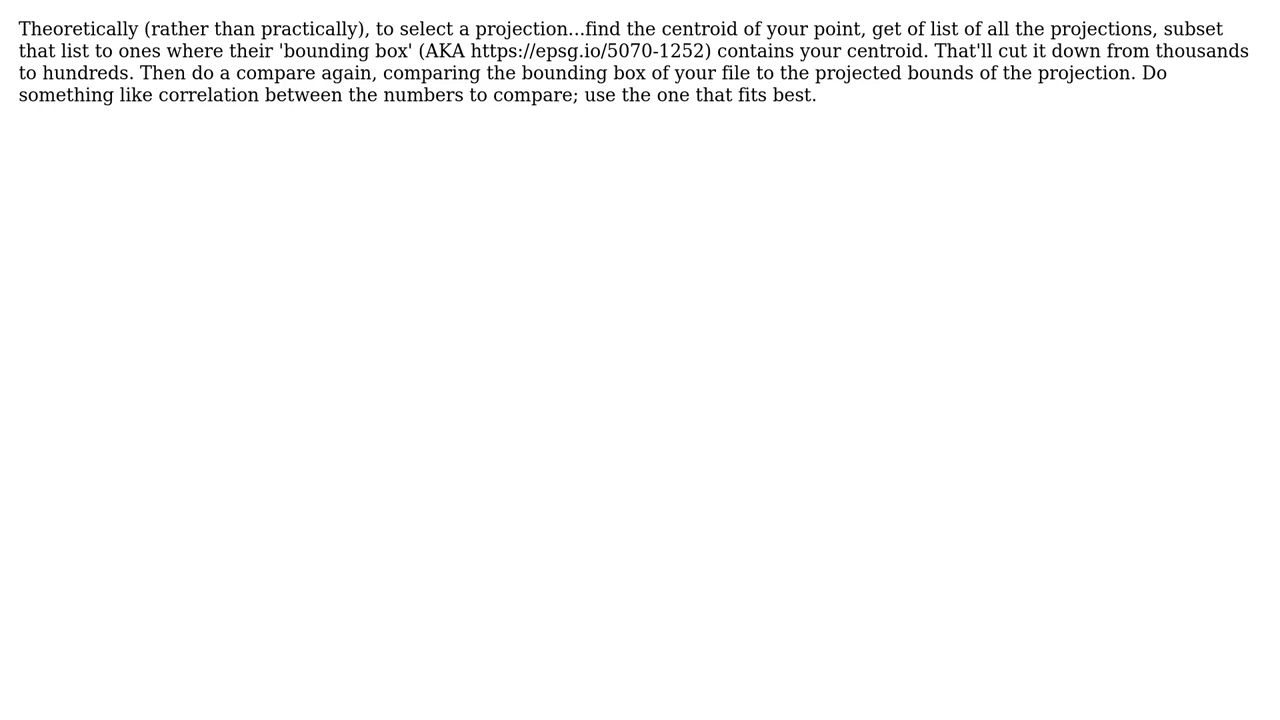 Theoretically (rather than practically), to select a projection...find the centroid of your point, get of list of all the projections, subset
that list to ones where their 'bounding box' (AKA https://epsg.io/5070-1252) contains your centroid. That'll cut it down from thousands
to hundreds. Then do a compare again, comparing the bounding box of your file to the projected bounds of the projection. Do
something like correlation between the numbers to compare; use the one that fits best.